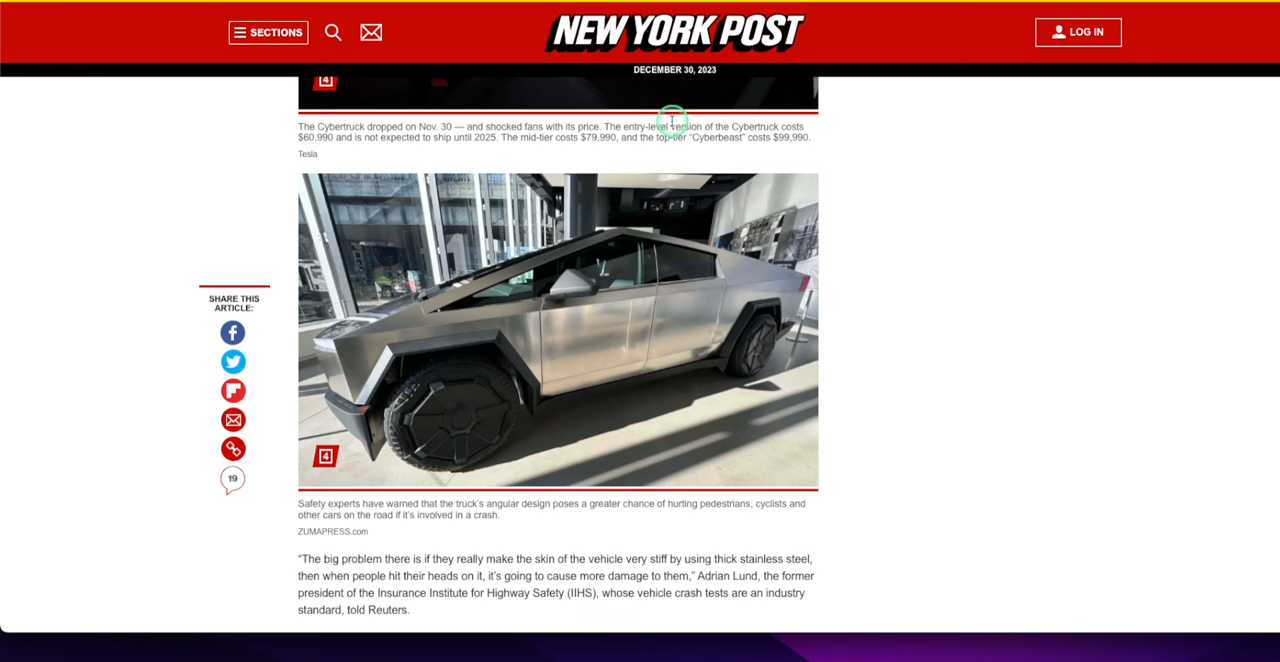 SECTIONS
NEW YORK POST
LOG IN
DECEMBER 30, 2023
4
The Cybertruck dropped on Nov. 30 — and shocked fans with its price. The entry-level version of the Cybertruck costs
$60,990 and is not expected to ship until 2025. The mid-tier costs $79,990, and the top-tier “Cyberbeast” costs $99,990.
Tesla
SHARE THIS
ARTICLE:
19
4
Safety experts have warned that the truck’s angular design poses a greater chance of hurting pedestrians, cyclists and
other cars on the road if it’s involved in a crash.
ZUMAPRESS.com
“The big problem there is if they really make the skin of the vehicle very stiff by using thick stainless steel,
then when people hit their heads on it, it’s going to cause more damage to them,” Adrian Lund, the former
president of the Insurance Institute for Highway Safety (IIHS), whose vehicle crash tests are an industry
standard, told Reuters.